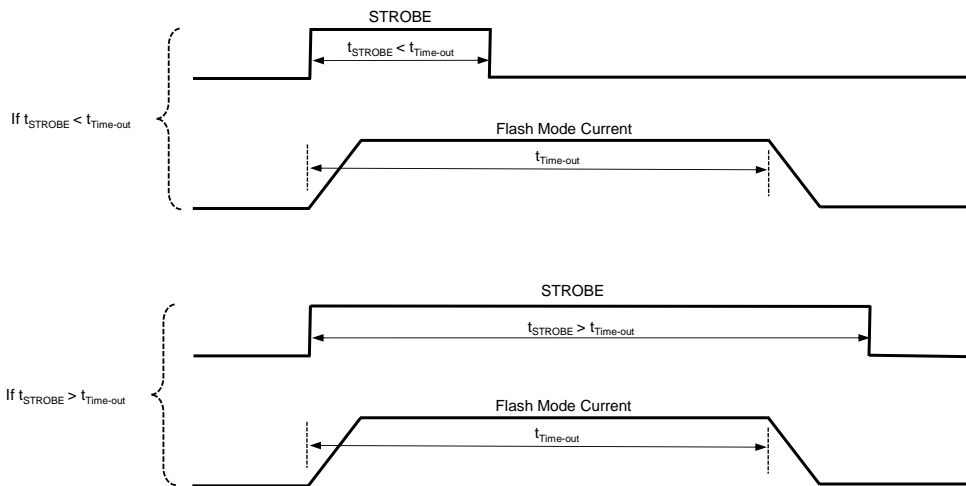 STROBE
tSTROBE < tTime-out
If tSTROBE < tTime-out
Flash Mode Current
tTime-out
STROBE
tSTROBE > tTime-out
If tSTROBE > tTime-out
Flash Mode Current
tTime-out